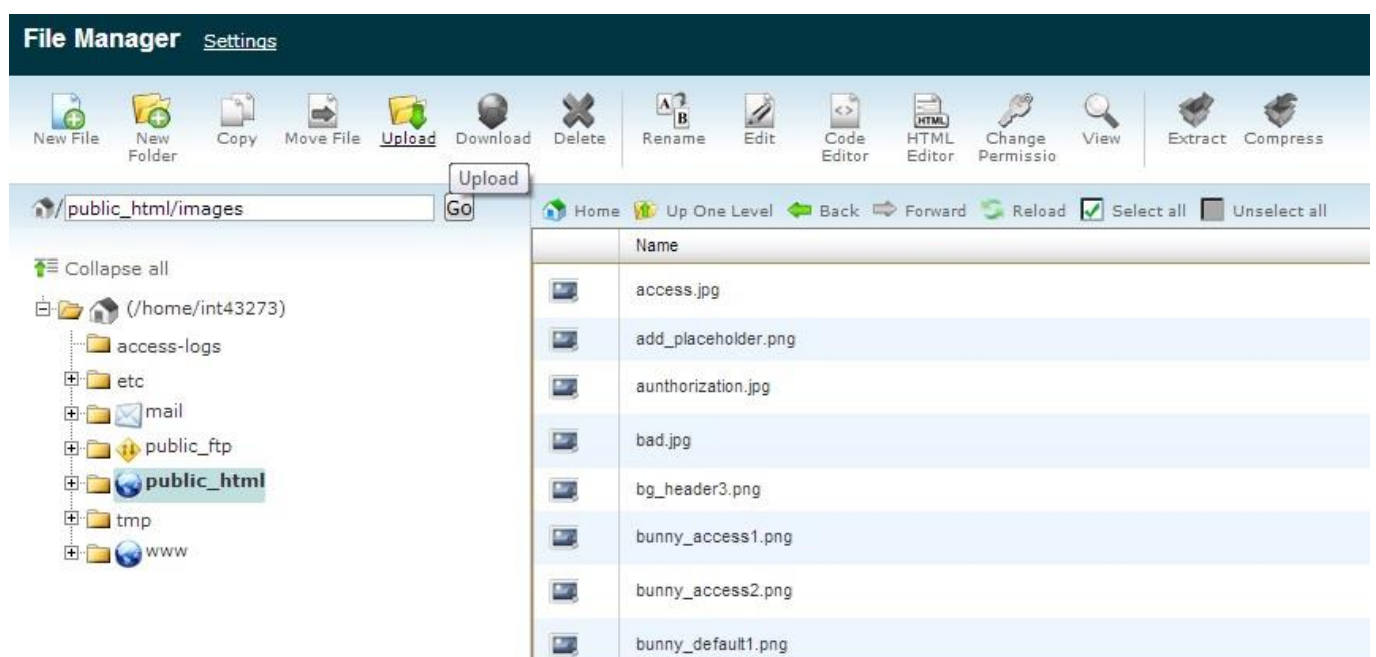 File Manager Settings
New File New Folder Copy Move File Upload Download Delete Rename Edit Code Editor HTML Editor Change Permissio View Extract Compress
Upload
/ public_html/images Go
Home Up One Level Back Forward Reload Select all Unselect all
Name
Collapse all
(/home/int43273)
access-logs
etc
mail
public_ftp
public_html
tmp
www
access.jpg
add_placeholder.png
aunthorization.jpg
bad.jpg
bg_header3.png
bunny_access1.png
bunny_access2.png
bunny_default1.png